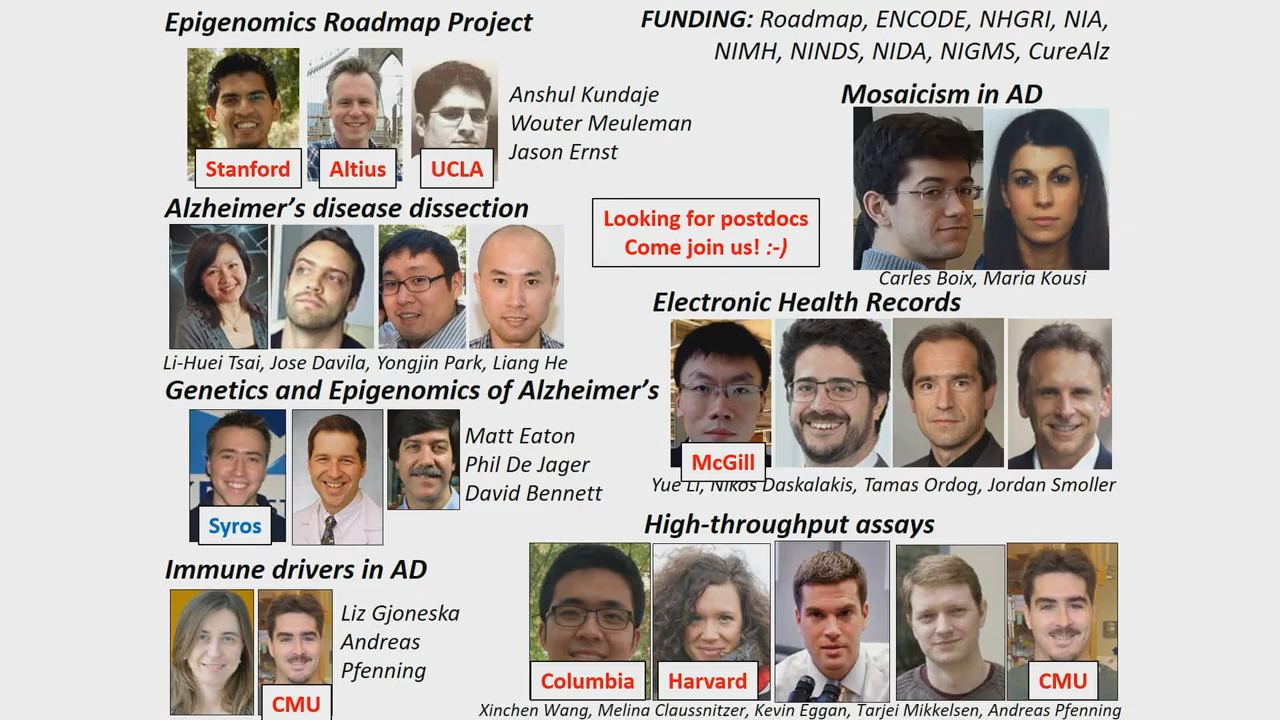 Epigenomics Roadmap Project
Stanford
Altius
UCLA
Anshul Kundaje
Wouter Meuleman
Jason Ernst
FUNDING: Roadmap, ENCODE, NHGRI, NIA,
NIMH, NINDS, NIDA, NIGMS, CureAlz
Mosaicism in AD
Carles Boix, Maria Kousi
Alzheimer's disease dissection
Li-Huei Tsai, Jose Davila, Yongjin Park, Liang He
Looking for postdocs
Come join us! :-)
Electronic Health Records
McGill
Yue Li, Nikos Daskalakis, Tamas Ordog, Jordan Smoller
Genetics and Epigenomics of Alzheimer's
Syros
Matt Eaton
Phil De Jager
David Bennett
High-throughput assays
Columbia
Harvard
CMU
Xinchen Wang, Melina Claussnitzer, Kevin Eggan, Tarjei Mikkelsen, Andreas Pfenning
Immune drivers in AD
CMU
Liz Gjoneska
Andreas
Pfenning